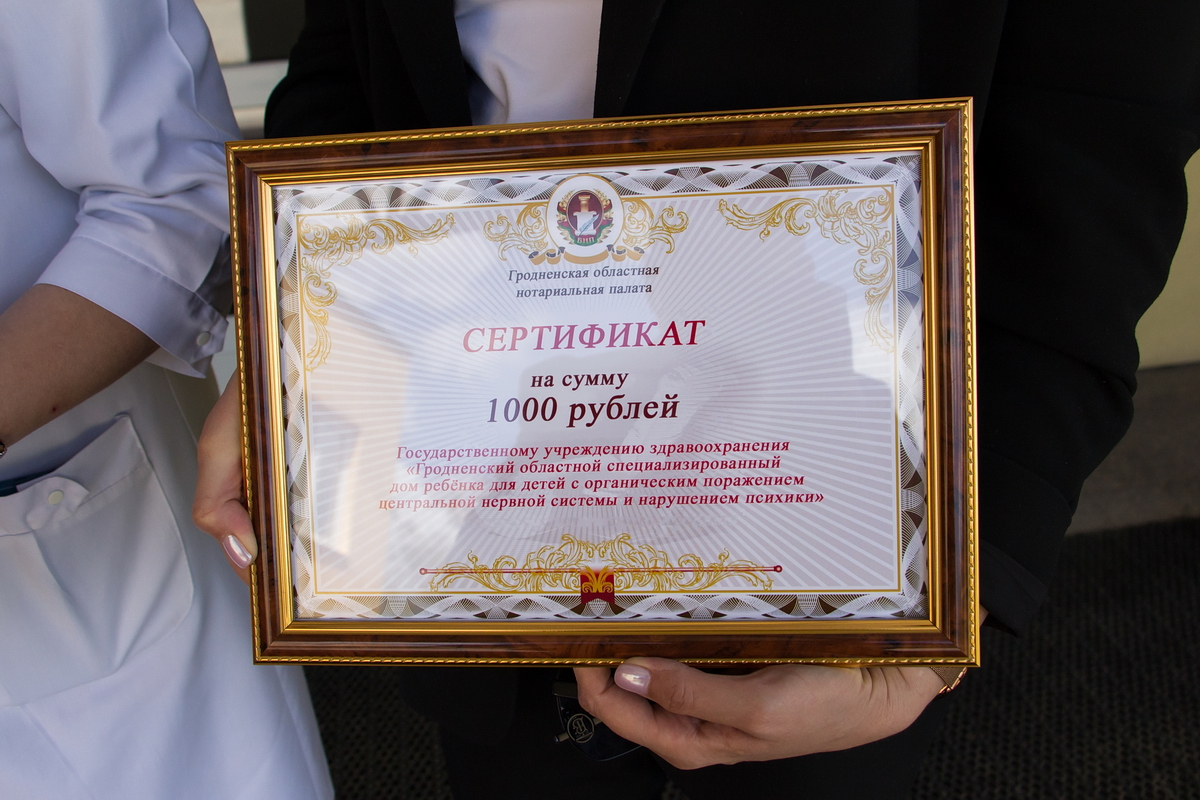 БНП
Гродненская областная
нотариальная палата
СЕРТИФИКАТ
на сумму
1000 рублей
Государственному учреждению здравоохранения
«Гродненский областной специализированный
дом ребёнка для детей с органическим поражением
центральной нервной системы и нарушением психики»